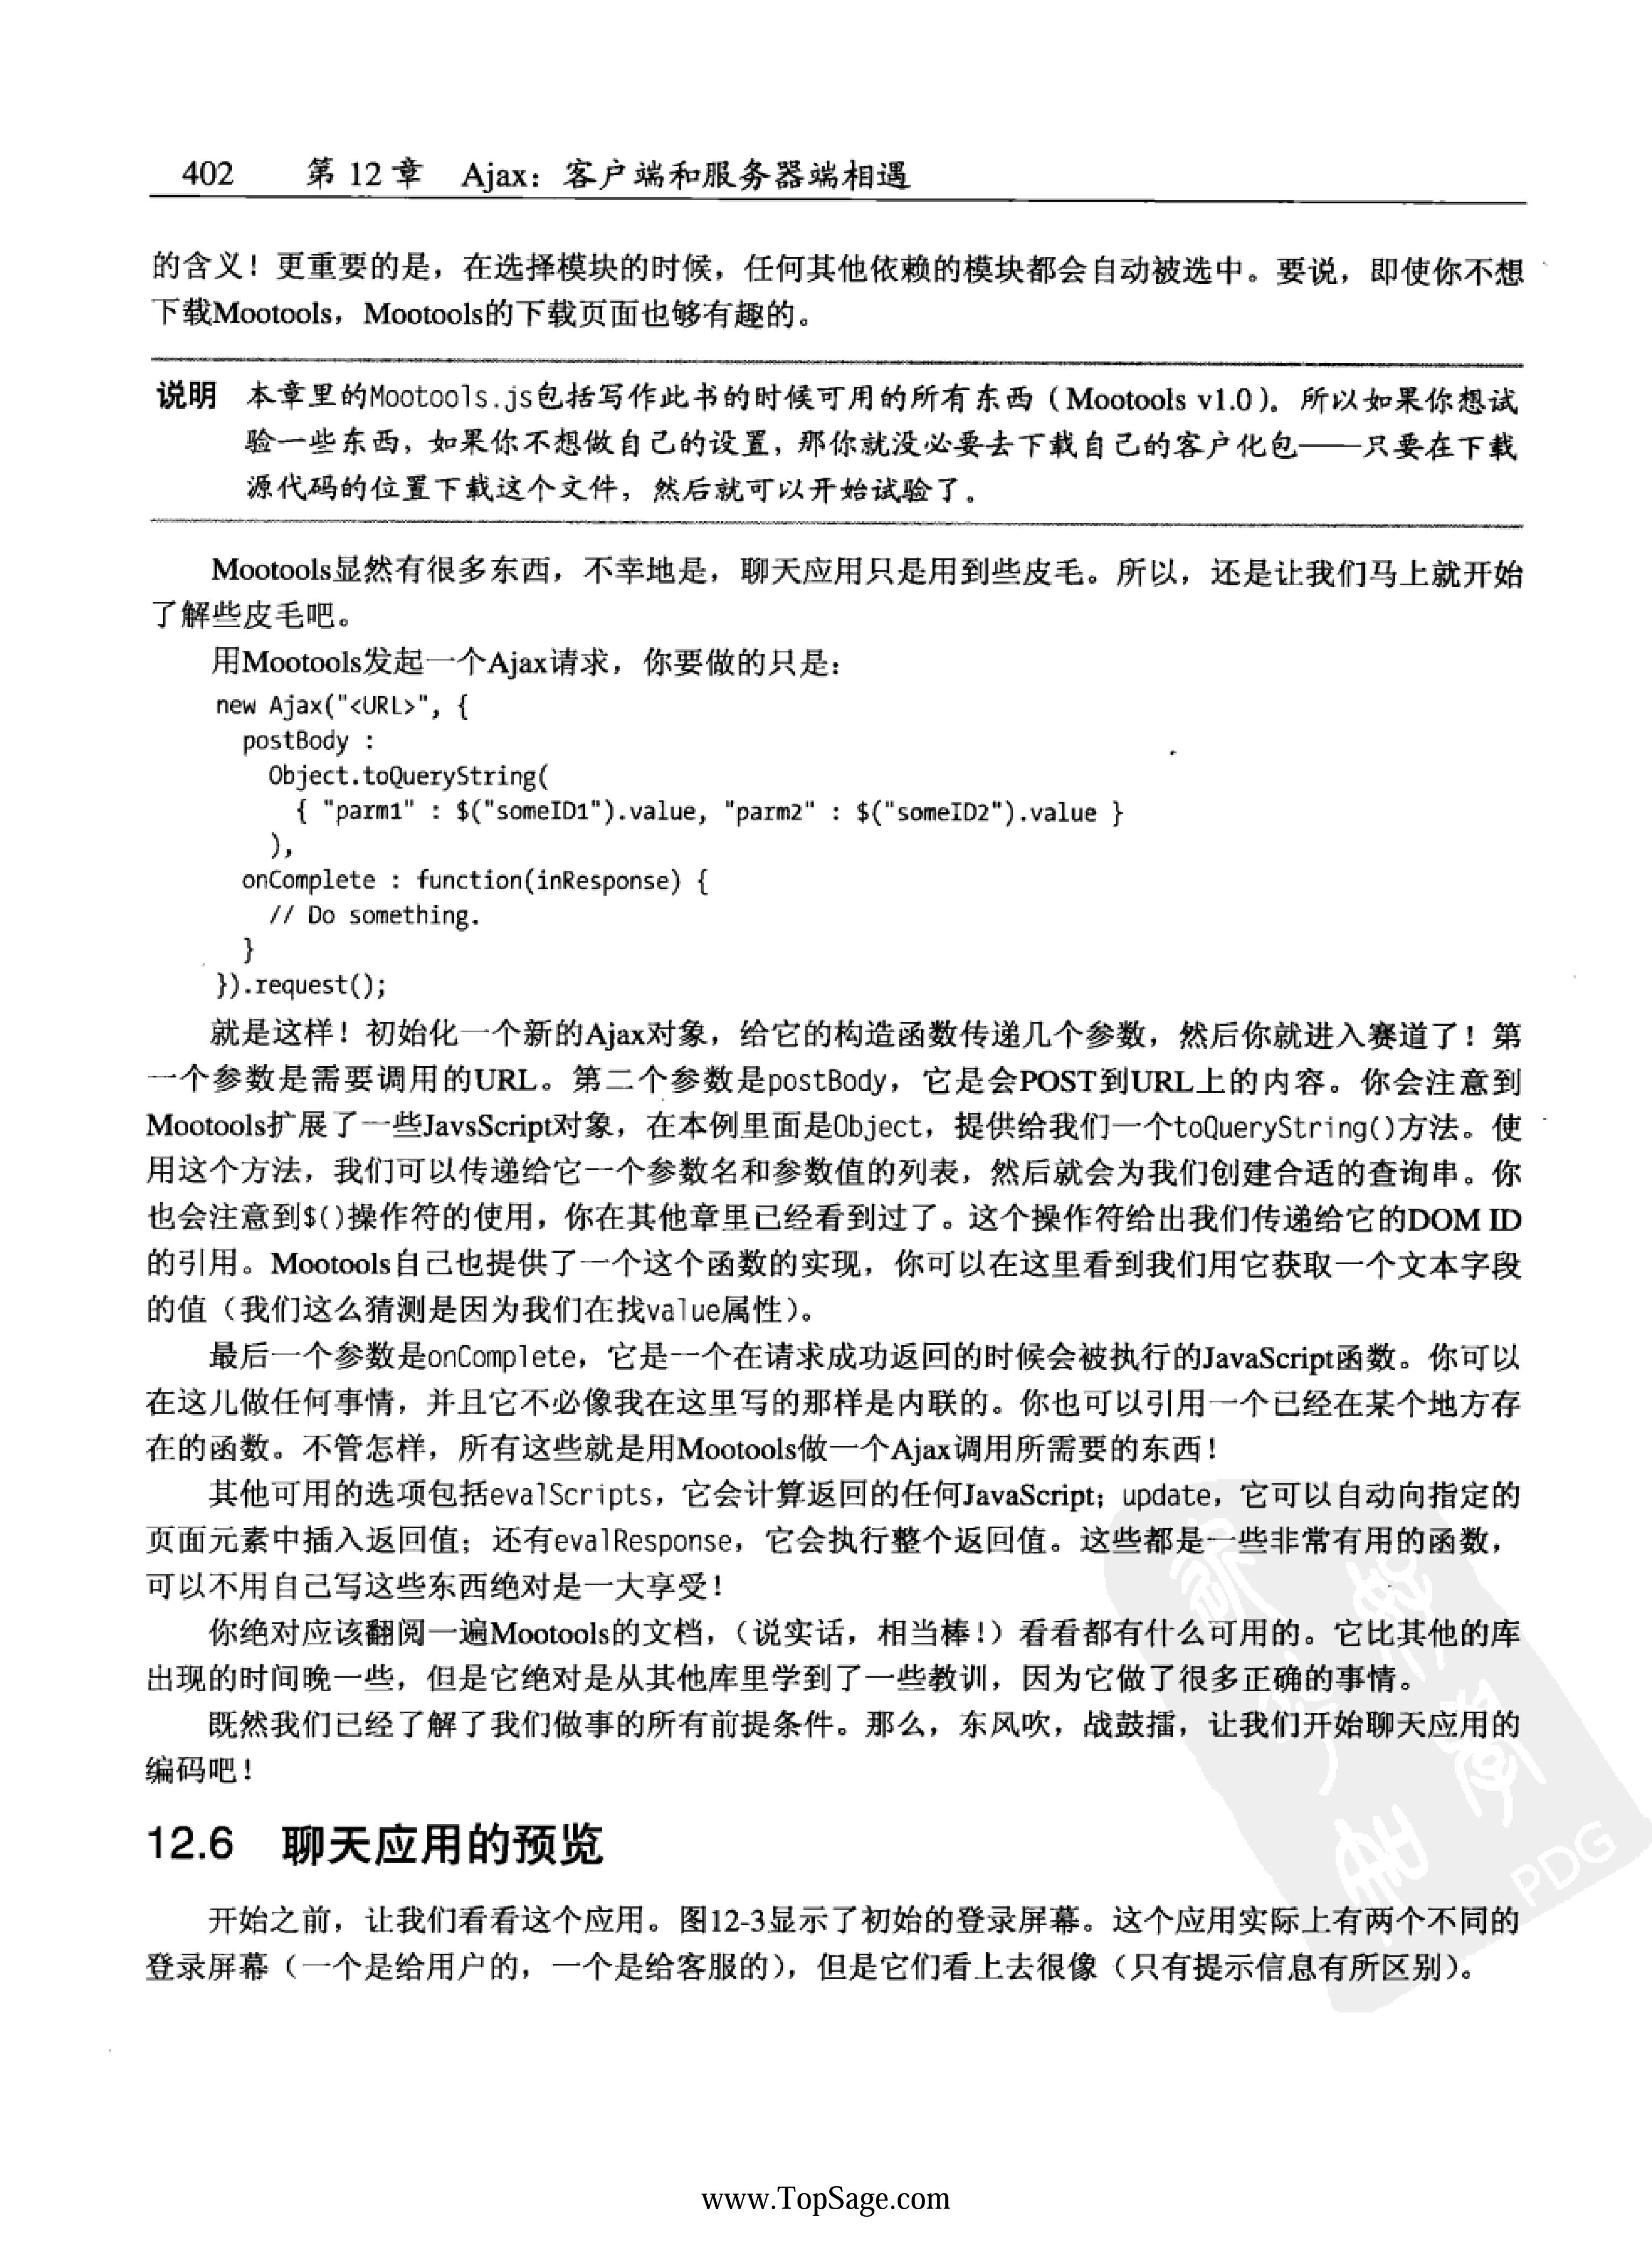 402 第 12 章 Ajax：客户端和服务器端相遇
的含义！更重要的是，在选择模块的时候，任何其他依赖的模块都会自动被选中。要说，即使你不想
下载Mootools，Mootools的下载页面也够有趣的。
说明 本章里的Mootools.js包括写作此书的时候可用的所有东西（Mootools v1.0）。所以如果你想试
验一些东西，如果你不想做自己的设置，那你就没必要去下载自己的客户化包——只要在下载
源代码的位置下载这个文件，然后就可以开始试验了。
Mootools显然有很多东西，不幸地是，聊天应用只是用到些皮毛。所以，还是让我们马上就开始
了解些皮毛吧。
用Mootools发起一个Ajax请求，你要做的只是：
new Ajax("<URL>", {
  postBody :
    Object.toQueryString(
      { "parm1" : $("someID1").value, "parm2" : $("someID2").value }
    ),
  onComplete : function(inResponse) {
    // Do something.
  }
}).request();
就是这样！初始化一个新的Ajax对象，给它的构造函数传递几个参数，然后你就进入赛道了！第
一个参数是需要调用的URL。第二个参数是postBody，它是会POST到URL上的内容。你会注意到
Mootools扩展了一些JavsScript对象，在本例里面是Object，提供给我们一个toQueryString()方法。使
用这个方法，我们可以传递给它一个参数名和参数值的列表，然后就会为我们创建合适的查询串。你
也会注意到$()操作符的使用，你在其他章里已经看到过了。这个操作符给出我们传递给它的DOM ID
的引用。Mootools自己也提供了一个这个函数的实现，你可以在这里看到我们用它获取一个文本字段
的值（我们这么猜测是因为我们在找value属性）。
最后一个参数是onComplete，它是一个在请求成功返回的时候会被执行的JavaScript函数。你可以
在这儿做任何事情，并且它不必像我在这里写的那样是内联的。你也可以引用一个已经在某个地方存
在的函数。不管怎样，所有这些就是用Mootools做一个Ajax调用所需要的东西！
其他可用的选项包括evalScripts，它会计算返回的任何JavaScript；update，它可以自动向指定的
页面元素中插入返回值；还有evalResponse，它会执行整个返回值。这些都是一些非常有用的函数，
可以不用自己写这些东西绝对是一大享受！
你绝对应该翻阅一遍Mootools的文档，（说实话，相当棒！）看看都有什么可用的。它比其他的库
出现的时间晚一些，但是它绝对是从其他库里学到了一些教训，因为它做了很多正确的事情。
既然我们已经了解了我们做事的所有前提条件。那么，东风吹，战鼓擂，让我们开始聊天应用的
编码吧！
12.6 聊天应用的预览
开始之前，让我们看看这个应用。图12-3显示了初始的登录屏幕。这个应用实际上有两个不同的
登录屏幕（一个是给用户的，一个是给客服的），但是它们看上去很像（只有提示信息有所区别）。
PDG
www.TopSage.com